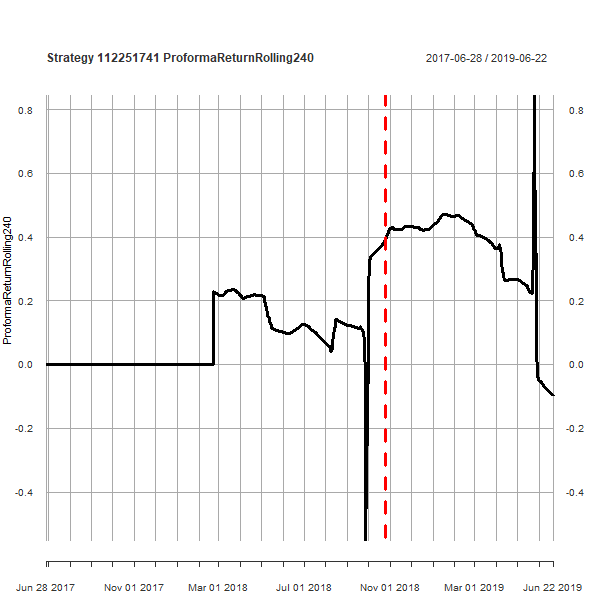 Strategy 112251741 ProformaReturnRolling240
2017-06-28 / 2019-06-22
0.8 0.8
0.6 0.6
0.4 0.4
0.2 0.2
0.0 0.0
-0.2 -0.2
-0.4 -0.4
ProformaReturnRolling240
Jun 28 2017 Nov 01 2017 Mar 01 2018 Jul 01 2018 Nov 01 2018 Mar 01 2019 Jun 22 2019